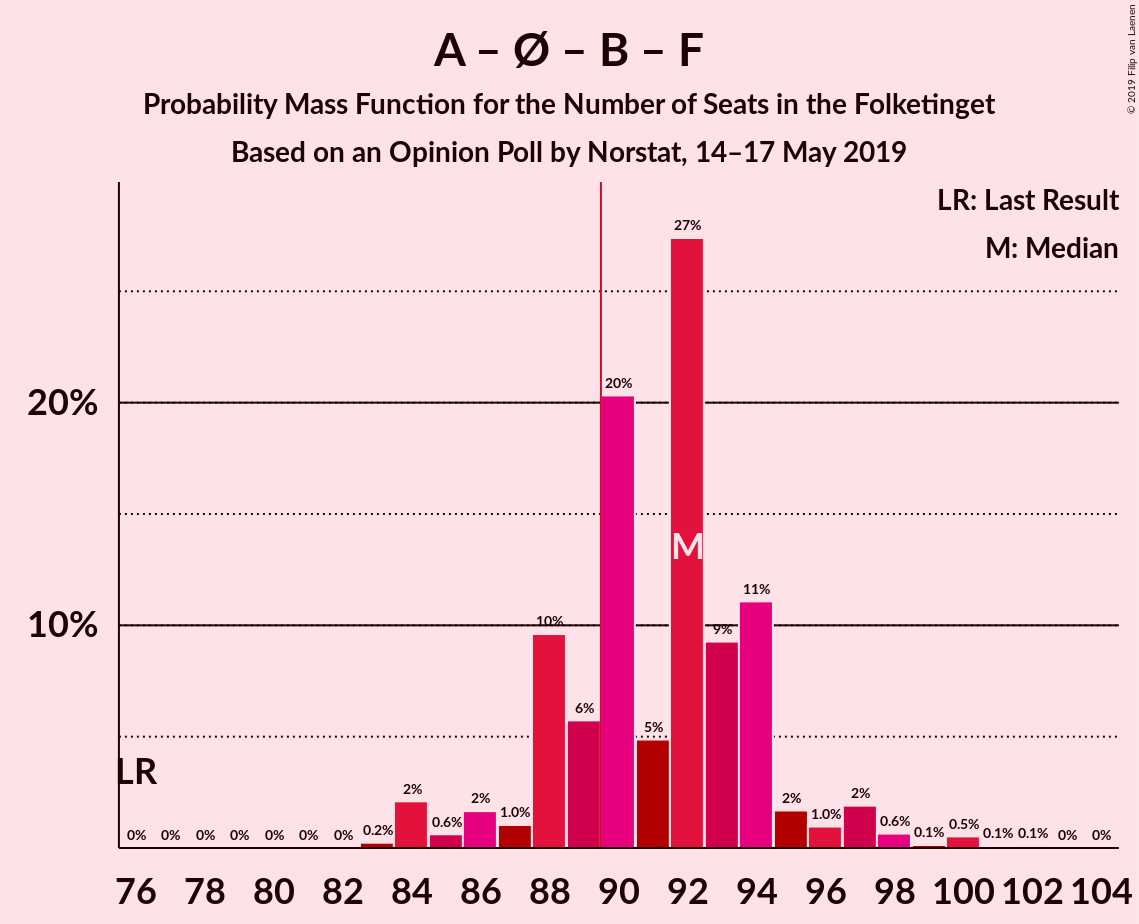 A – Ø – B – F
Probability Mass Function for the Number of Seats in the Folketinget
Based on an Opinion Poll by Norstat, 14–17 May 2019
© 2019 Filip van Laenen
LR: Last Result
M: Median
20%
10%
LR
M
0% 0% 0% 0% 0% 0% 0% 0.2% 2% 0.6% 2% 1.0% 10% 6% 20% 5% 27% 9% 11% 2% 1.0% 2% 0.6% 0.1% 0.5% 0.1% 0.1% 0% 0%
76 78 80 82 84 86 88 90 92 94 96 98 100 102 104